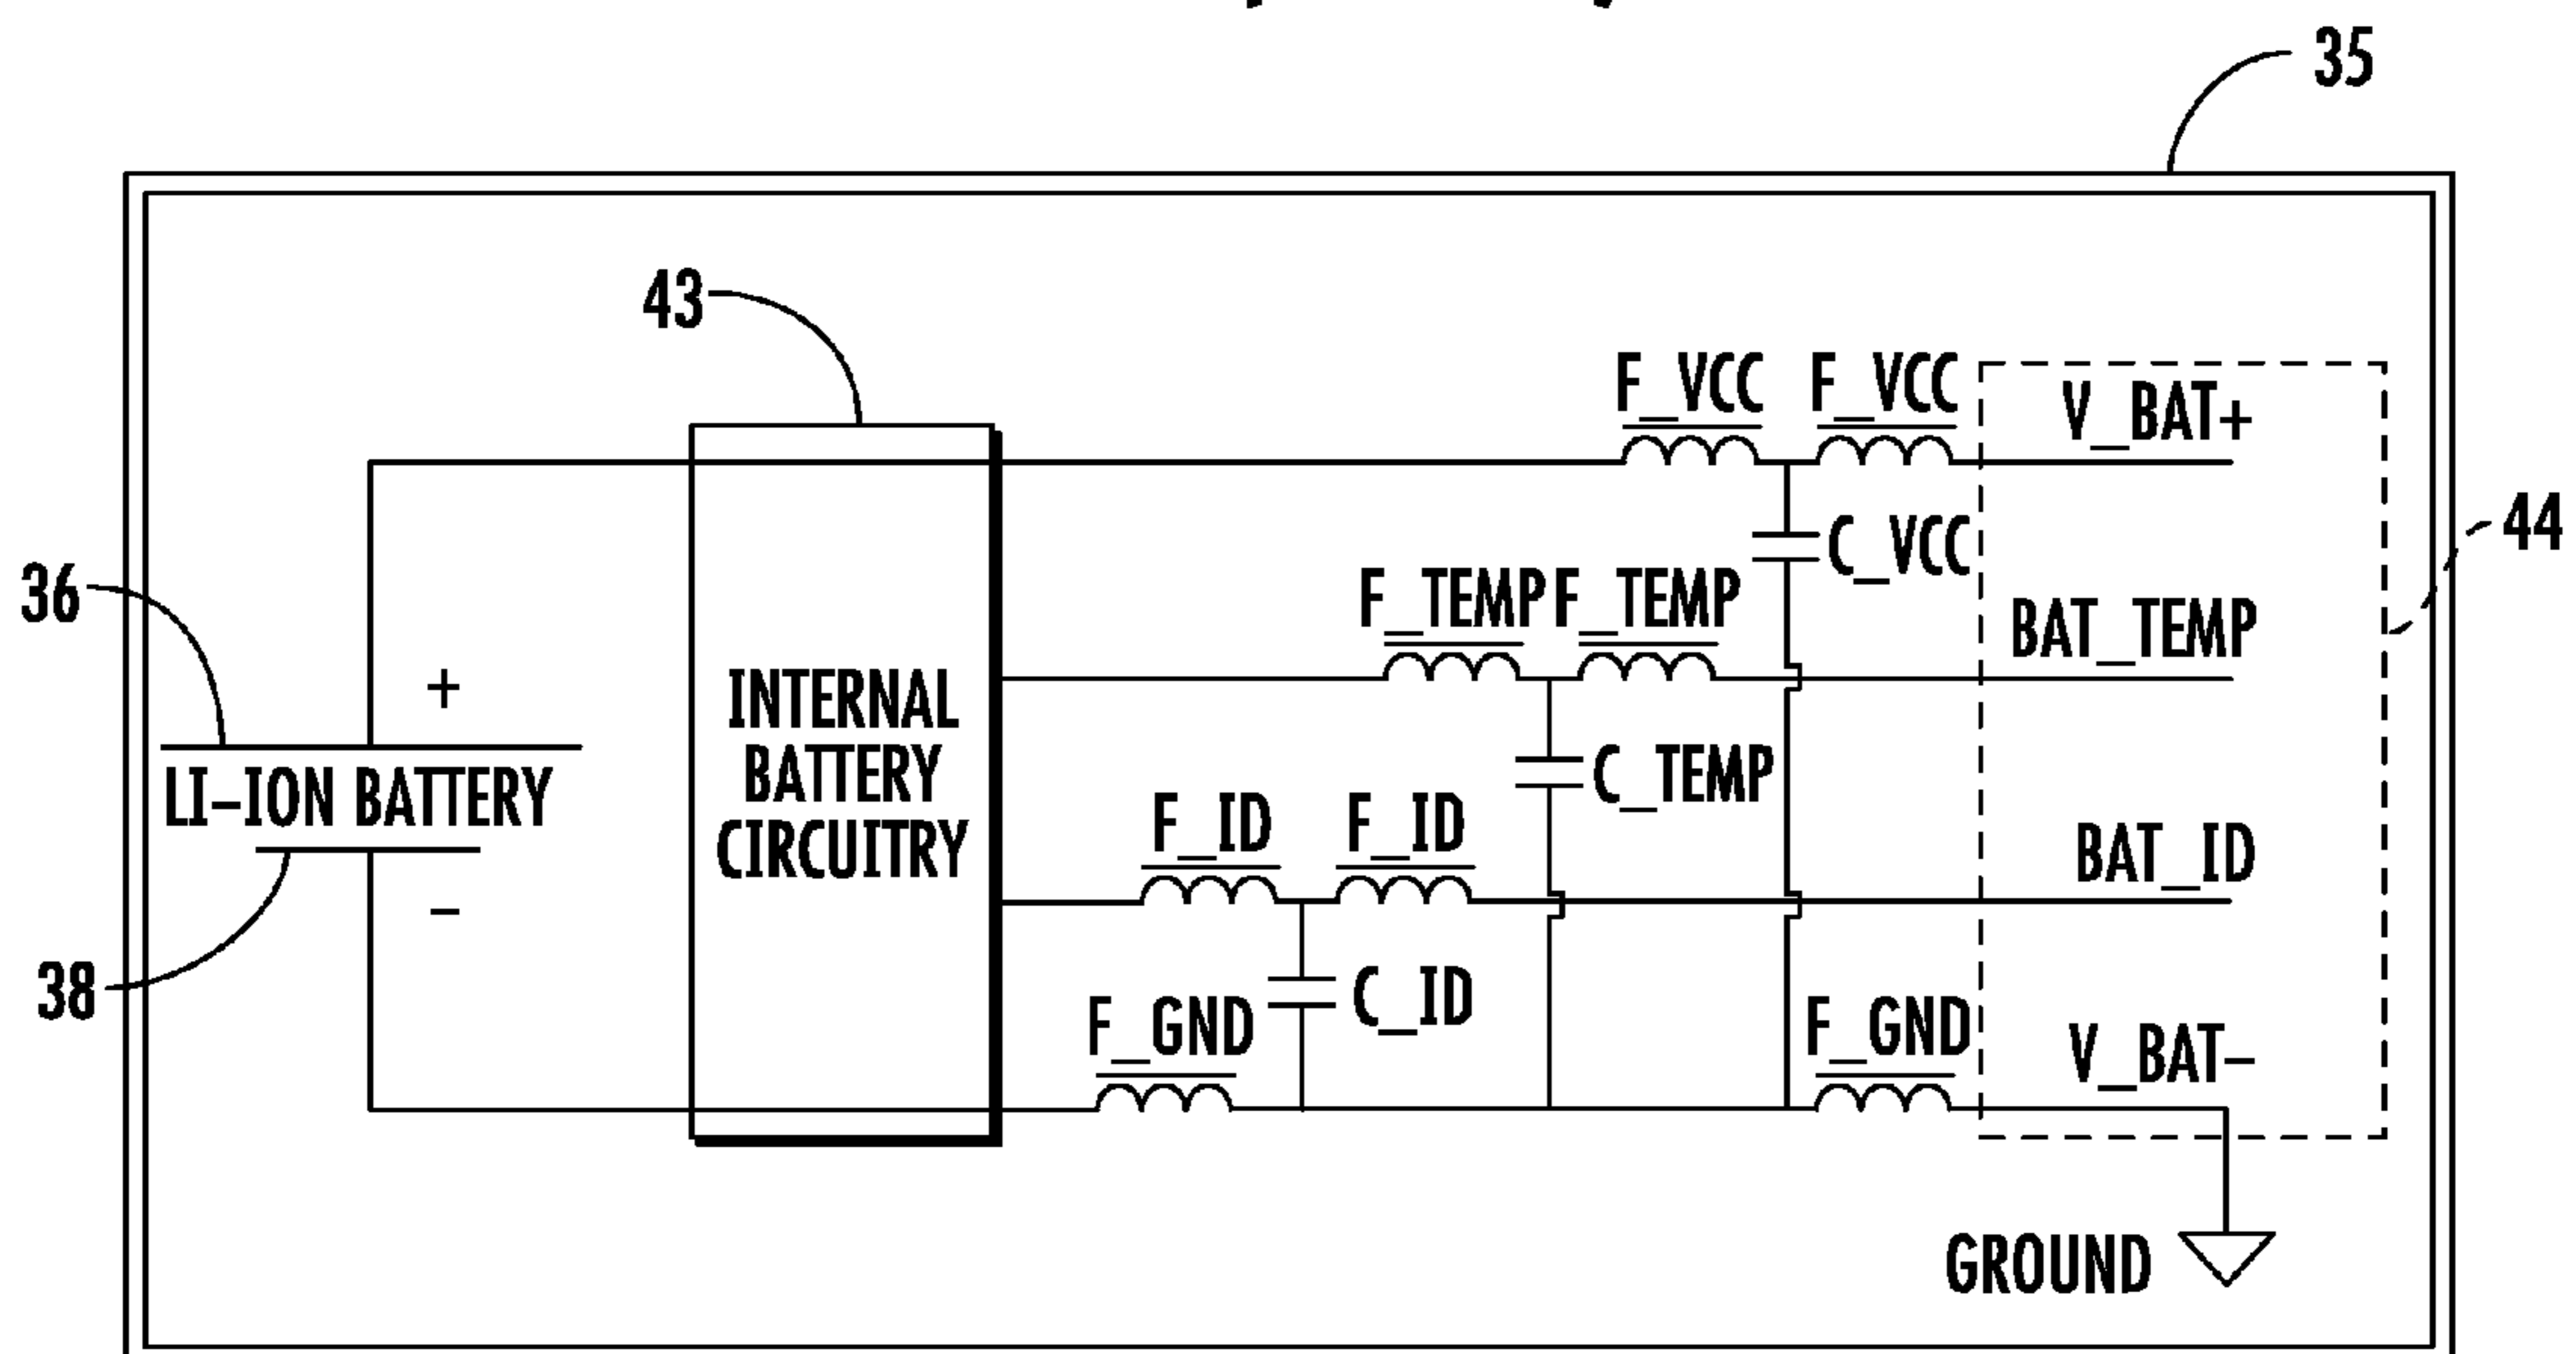 35
43
F_VCC F_VCC
V_BAT+
44
C_VCC
36
F_TEMP F_TEMP
BAT_TEMP
+
INTERNAL
BATTERY
CIRCUITRY
C_TEMP
LI-ION BATTERY
F_ID F_ID
BAT_ID
−
38
C_ID
F_GND
F_GND
V_BAT−
GROUND